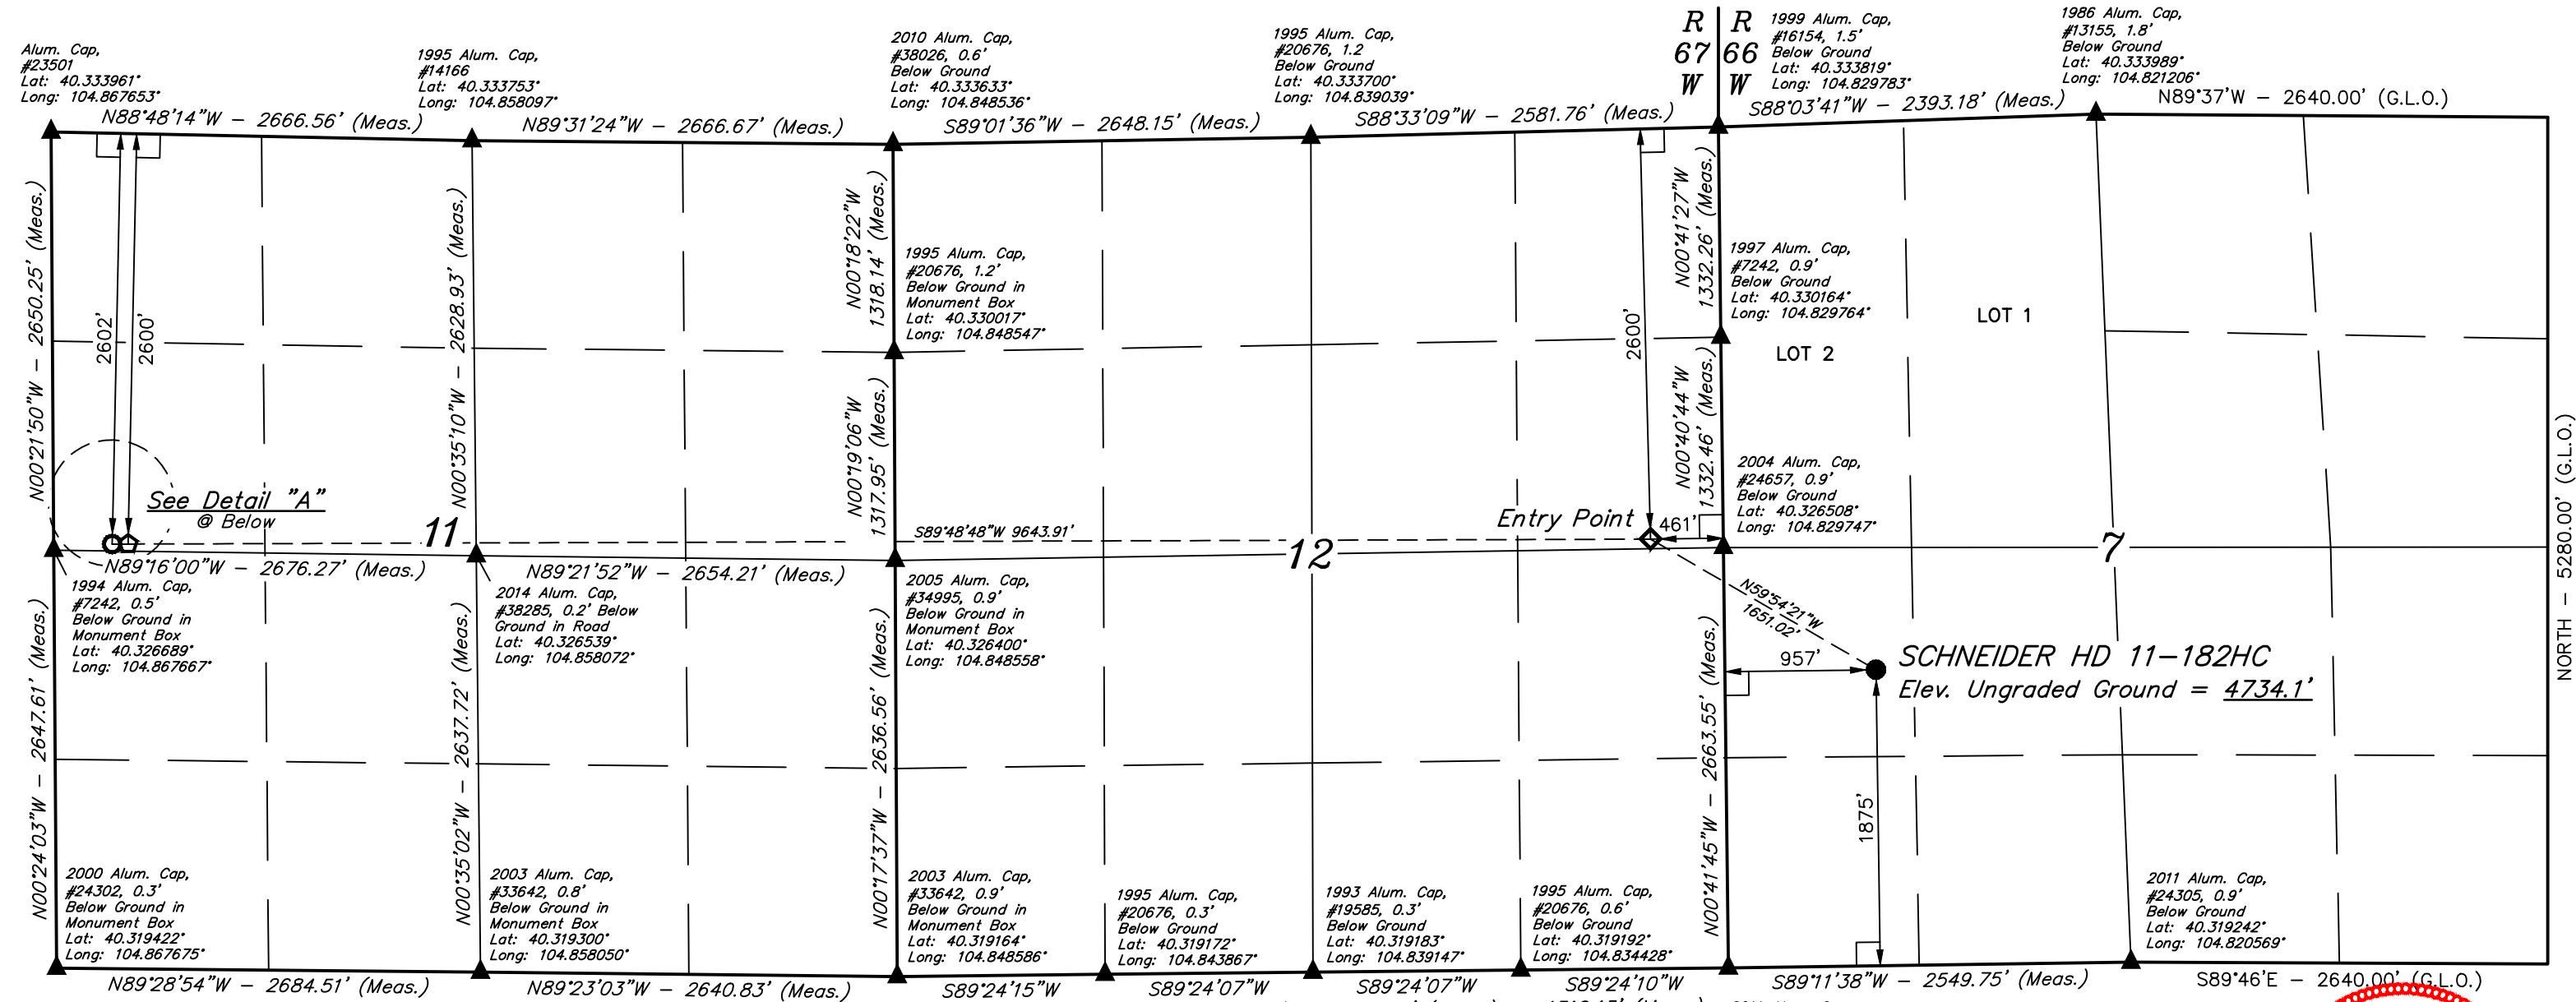 Alum. Cap,
#23501
Lat: 40.333961°
Long: 104.867653°
1995 Alum. Cap,
#14166
Lat: 40.333753°
Long: 104.858097°
2010 Alum. Cap,
#38026, 0.6'
Below Ground
Lat: 40.333633°
Long: 104.848536°
1995 Alum. Cap,
#20676, 1.2
Below Ground
Lat: 40.333700°
Long: 104.839039°
R R
67 66
W W
1999 Alum. Cap,
#16154, 1.5'
Below Ground
Lat: 40.333819°
Long: 104.829783°
1986 Alum. Cap,
#13155, 1.8'
Below Ground
Lat: 40.333989°
Long: 104.821206°
N88°48'14"W - 2666.56' (Meas.)
N89°31'24"W - 2666.67' (Meas.)
S89°01'36"W - 2648.15' (Meas.)
S88°33'09"W - 2581.76' (Meas.)
S88°03'41"W - 2393.18' (Meas.)
N89°37'W - 2640.00' (G.L.O.)
N00°21'50"W - 2650.25' (Meas.)
2602'
2600'
N00°35'10"W - 2628.93' (Meas.)
N00°18'22"W
1318.14' (Meas.)
1995 Alum. Cap,
#20676, 1.2'
Below Ground in
Monument Box
Lat: 40.330017°
Long: 104.848547°
2600'
N00°41'27"W
1332.26' (Meas.)
1997 Alum. Cap,
#7242, 0.9'
Below Ground
Lat: 40.330164°
Long: 104.829764°
LOT 1
LOT 2
N00°19'06"W
1317.95' (Meas.)
N00°40'44"W
1332.46' (Meas.)
2004 Alum. Cap,
#24657, 0.9'
Below Ground
Lat: 40.326508°
Long: 104.829747°
NORTH - 5280.00' (G.L.O.)
See Detail "A"
@ Below
11
S89°48'48"W 9643.91'
12
Entry Point
461'
7
N89°16'00"W - 2676.27' (Meas.)
N89°21'52"W - 2654.21' (Meas.)
1994 Alum. Cap,
#7242, 0.5'
Below Ground in
Monument Box
Lat: 40.326689°
Long: 104.867667°
2014 Alum. Cap,
#38285, 0.2' Below
Ground in Road
Lat: 40.326539°
Long: 104.858072°
2005 Alum. Cap,
#34995, 0.9'
Below Ground in
Monument Box
Lat: 40.326400°
Long: 104.848558°
N59°54'21"W
1651.02'
957'
SCHNEIDER HD 11-182HC
Elev. Ungraded Ground = 4734.1'
1875'
N00°24'03"W - 2647.61' (Meas.)
N00°35'02"W - 2637.72' (Meas.)
N00°17'37"W - 2636.56' (Meas.)
N00°41'45"W - 2663.55' (Meas.)
2000 Alum. Cap,
#24302, 0.3'
Below Ground in
Monument Box
Lat: 40.319422°
Long: 104.867675°
2003 Alum. Cap,
#33642, 0.8'
Below Ground in
Monument Box
Lat: 40.319300°
Long: 104.858050°
2003 Alum. Cap,
#33642, 0.9'
Below Ground in
Monument Box
Lat: 40.319164°
Long: 104.848586°
1995 Alum. Cap,
#20676, 0.3'
Below Ground
Lat: 40.319172°
Long: 104.843867°
1993 Alum. Cap,
#19585, 0.3'
Below Ground
Lat: 40.319183°
Long: 104.839147°
1995 Alum. Cap,
#20676, 0.6'
Below Ground
Lat: 40.319192°
Long: 104.834428°
2011 Alum. Cap,
#24305, 0.9'
Below Ground
Lat: 40.319242°
Long: 104.820569°
N89°28'54"W - 2684.51' (Meas.)
N89°23'03"W - 2640.83' (Meas.)
S89°24'15"W
S89°24'07"W
S89°24'07"W
S89°24'10"W
S89°11'38"W - 2549.75' (Meas.)
S89°46'E - 2640.00' (G.L.O.)